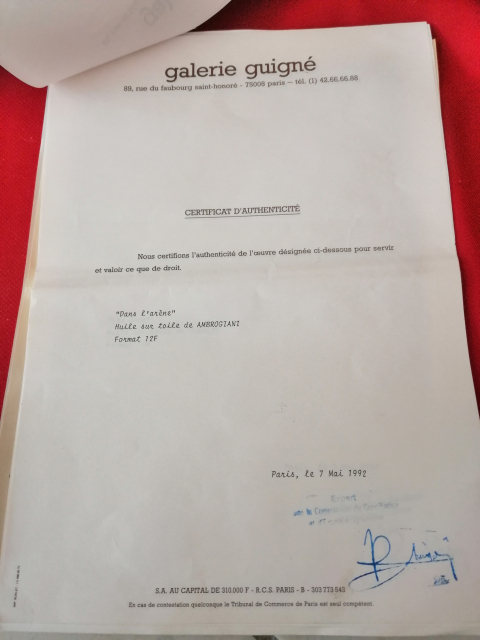 galerie guigné
89, rue du faubourg saint-honoré - 75008 paris — tél. (1) 42.66.66.88
CERTIFICAT D'AUTHENTICITÉ
Nous certifions l'authenticité de l'œuvre désignée ci-dessous pour servir
et valoir ce que de droit.
"Dans l'arêne"
Huile sur toile de AMBROGIANI
Format 12F
Paris, le 7 Mai 1992
Expert
S.A. AU CAPITAL DE 310.000 F - R.C.S. PARIS - B - 303 773 543
En cas de contestation quelconque le Tribunal de Commerce de Paris est seul compétent.